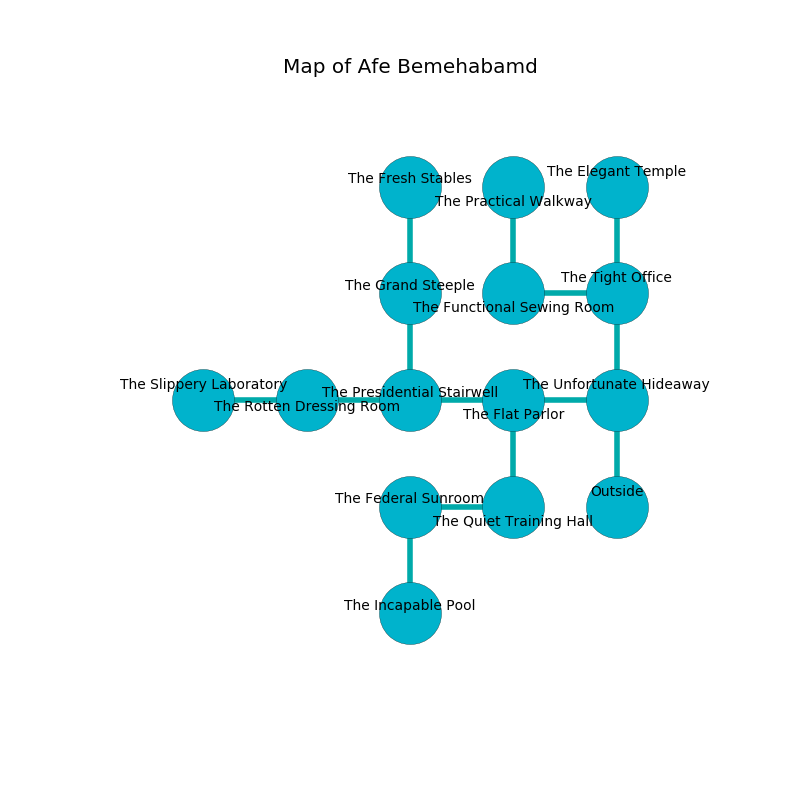 Map of Afe Bemehabamd
The Fresh Stables
The Practical Walkway
The Elegant Temple
The Grand Steeple
The Functional Sewing Room
The Tight Office
The Slippery Laboratory
The Rotten Dressing Room
The Presidential Stairwell
The Flat Parlor
The Unfortunate Hideaway
The Federal Sunroom
The Quiet Training Hall
Outside
The Incapable Pool